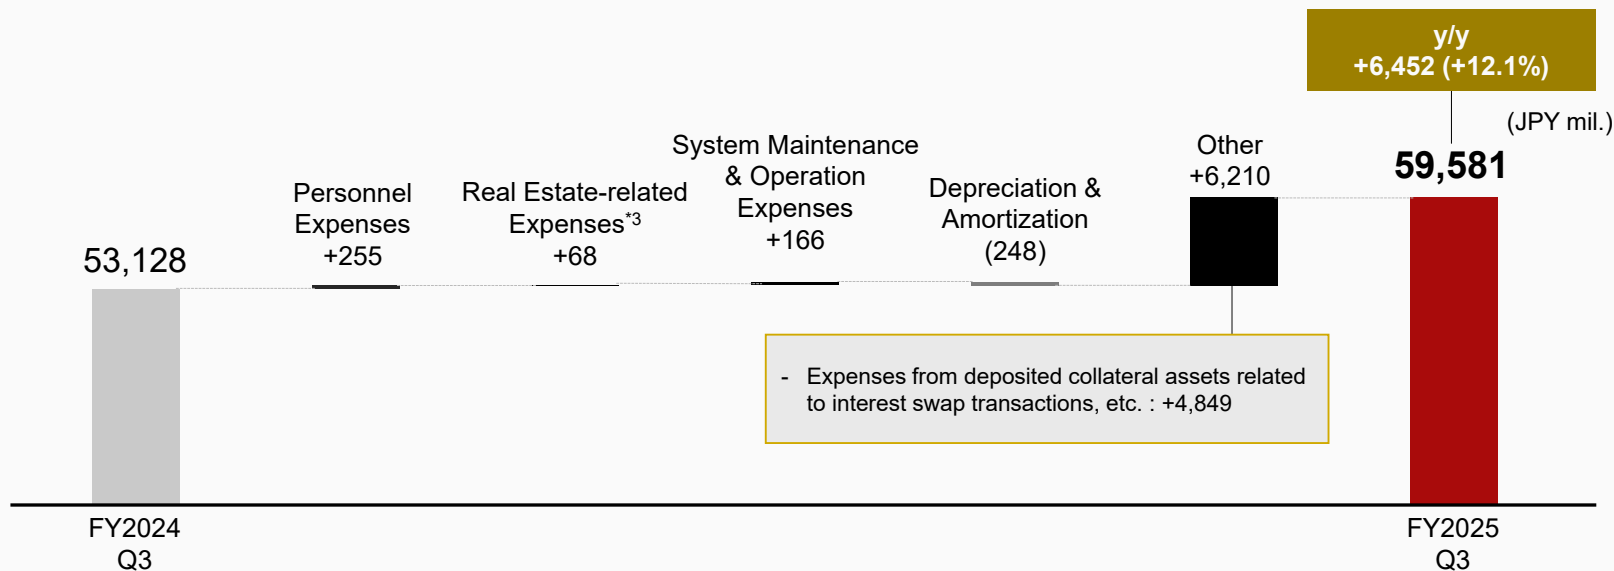 y/y
+6,452 (+12.1%)
(JPY mil.)
53,128
Personnel
Expenses
+255
Real Estate-related
Expenses*3
+68
System Maintenance
& Operation
Expenses
+166
Depreciation &
Amortization
(248)
Other
+6,210
59,581
- Expenses from deposited collateral assets related
to interest swap transactions, etc. : +4,849
FY2024
Q3
FY2025
Q3